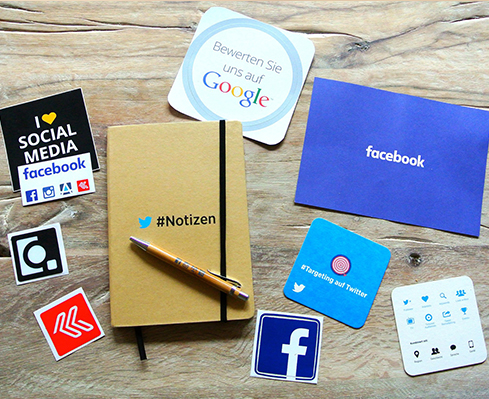 Bewerten Sie
uns auf
Google
I
SOCIAL
MEDIA
facebook
facebook
#Notizen
#Targeting auf Twitter